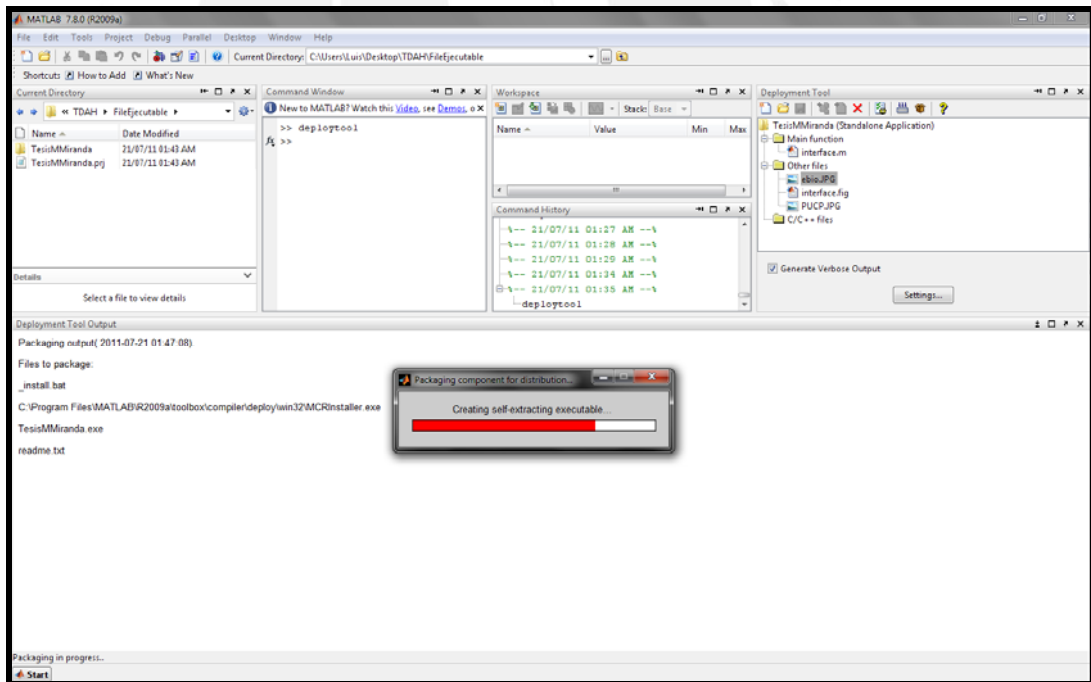 MATLAB 7.8.0 (R2009a)
File Edit Tools Project Debug Parallel Desktop Window Help
Current Directory: C:\Users\Luis\Desktop\TDAH\FileEjecutable
Shortcuts How to Add What's New
Current Directory
« TDAH FileEjecutable
Name Date Modified
TesisMMiranda 21/07/11 01:43 AM
TesisMMiranda.prj 21/07/11 01:43 AM
Details
Select a file to view details
Command Window
New to MATLAB? Watch this Video, see Demos, o
>> deploytool
fx >>
Workspace
Stack: Base
Name Value Min Max
Command History
%-- 21/07/11 01:27 AM --%
%-- 21/07/11 01:28 AM --%
%-- 21/07/11 01:29 AM --%
%-- 21/07/11 01:34 AM --%
%-- 21/07/11 01:35 AM --%
deploytool
Deployment Tool
TesisMMiranda (Standalone Application)
Main function
interface.m
Other files
ebio.JPG
interface.fig
PUCP.JPG
C/C++ files
Generate Verbose Output
Settings...
Deployment Tool Output
Packaging output( 2011-07-21 01:47:08).
Files to package:
_install.bat
C:\Program Files\MATLAB\R2009a\toolbox\compiler\deploy\win32\MCRInstaller.exe
TesisMMiranda.exe
readme.txt
Packaging component for distribution...
Creating self-extracting executable...
Packaging in progress..
Start